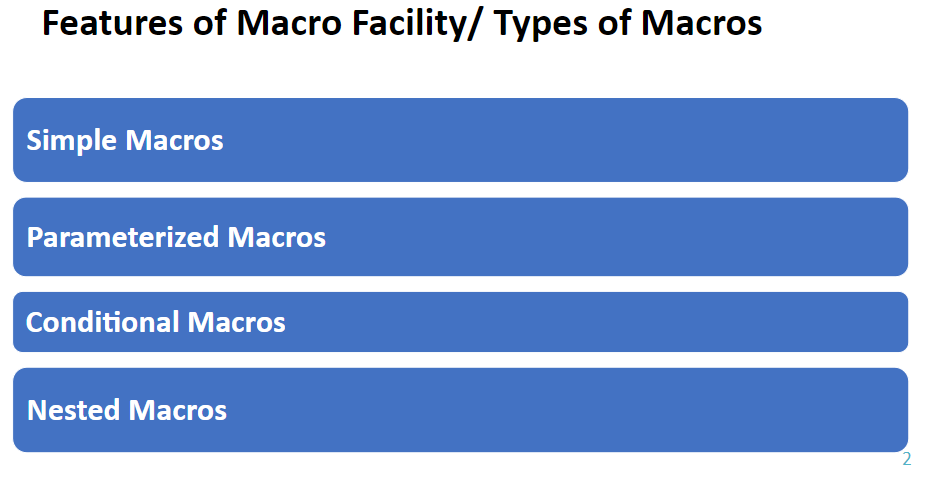 Features of Macro Facility/ Types of Macros
Simple Macros
Parameterized Macros
Conditional Macros
Nested Macros
2